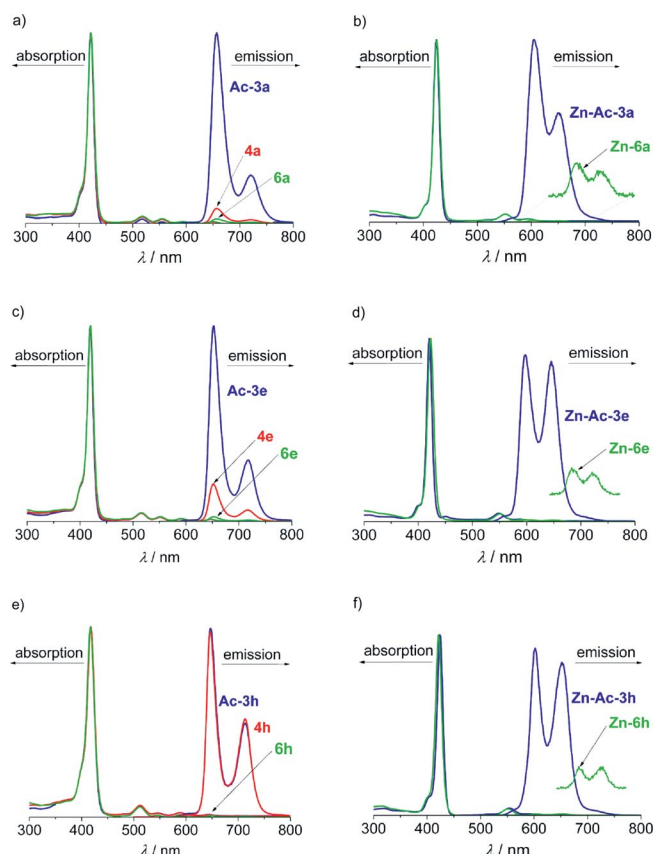 a)
absorption
emission
Ac-3a
4a
6a
300 400 500 600 700 800
λ / nm
b)
absorption
emission
Zn-Ac-3a
Zn-6a
300 400 500 600 700 800
λ / nm
c)
absorption
emission
Ac-3e
4e
6e
300 400 500 600 700 800
λ / nm
d)
absorption
emission
Zn-Ac-3e
Zn-6e
300 400 500 600 700 800
λ / nm
e)
absorption
emission
Ac-3h
4h
6h
300 400 500 600 700 800
λ / nm
f)
absorption
emission
Zn-Ac-3h
Zn-6h
300 400 500 600 700 800
λ / nm